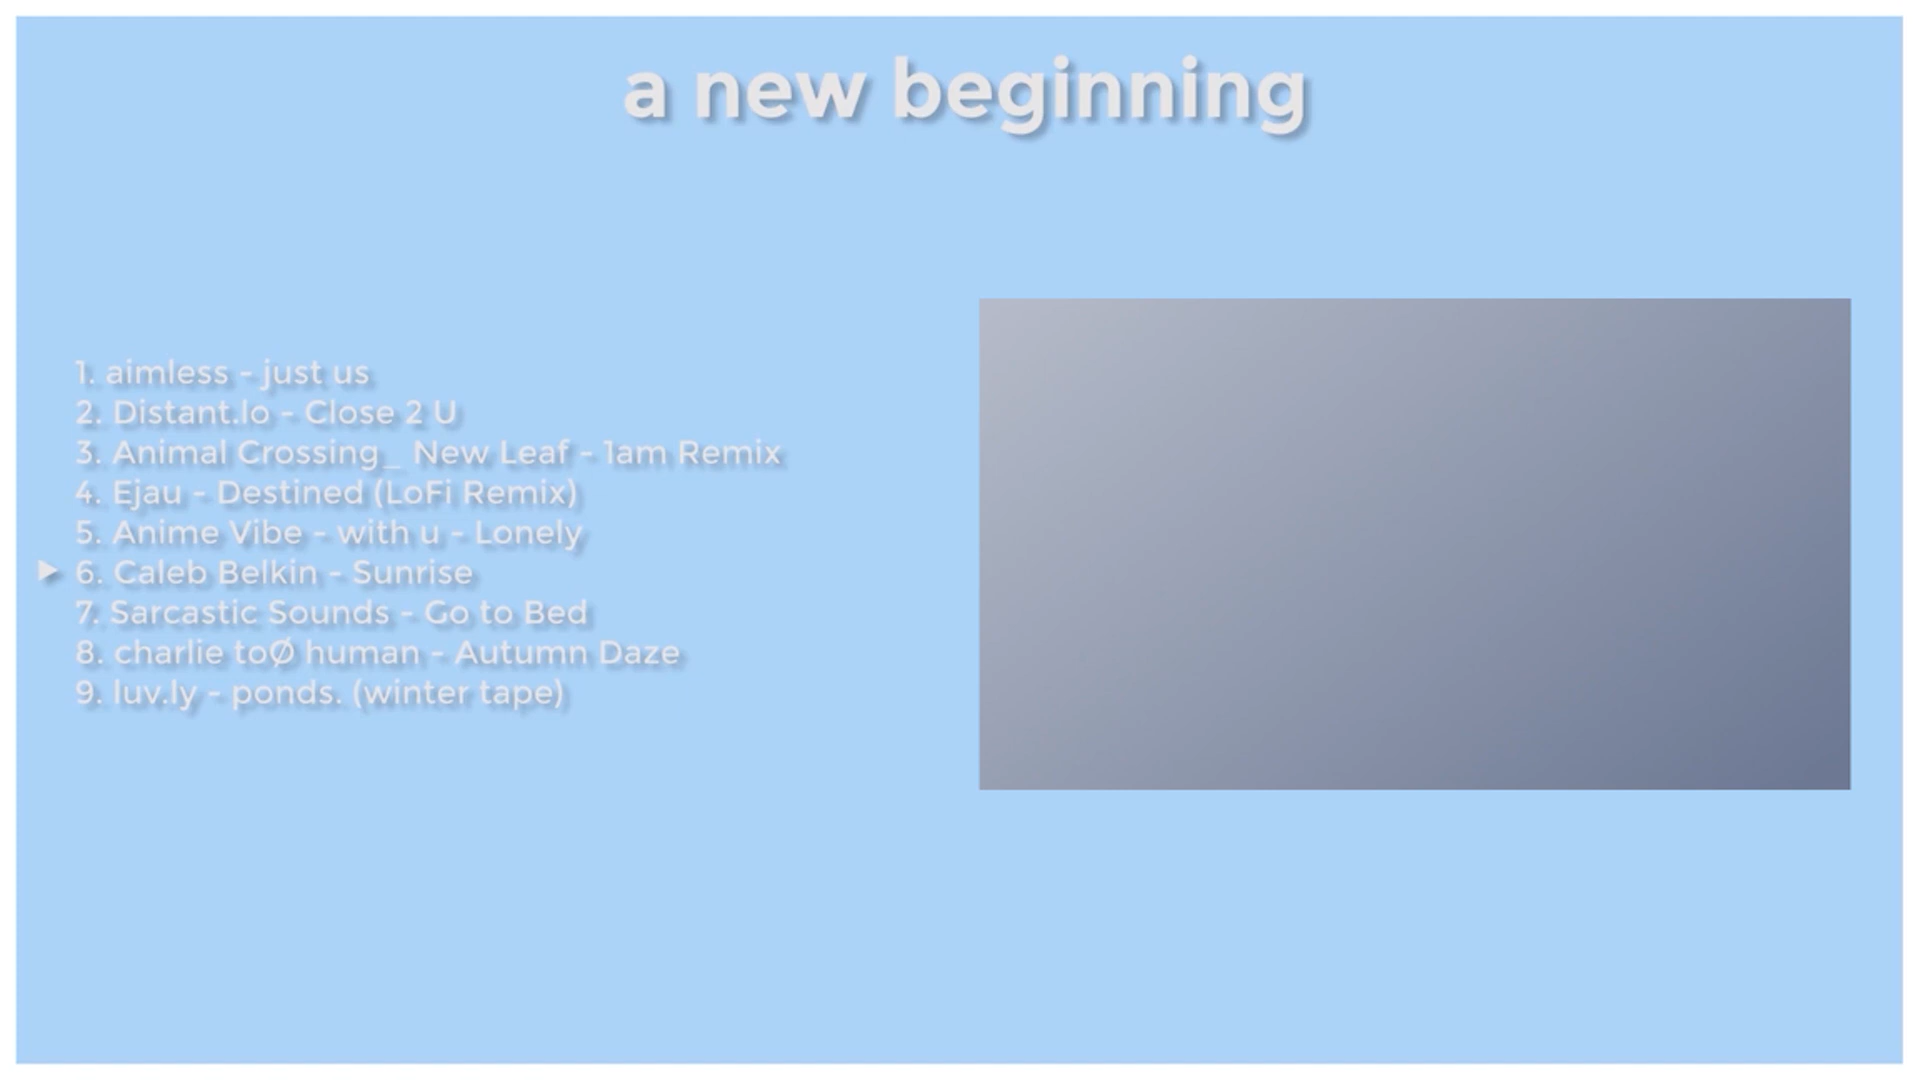 a new beginning
1. aimless - just us
2. Distant.lo - Close 2 U
3. Animal Crossing_ New Leaf - 1am Remix
4. Ejau - Destined (LoFi Remix)
5. Anime Vibe - with u - Lonely
6. Caleb Belkin - Sunrise
7. Sarcastic Sounds - Go to Bed
8. charlie toØ human - Autumn Daze
9. luv.ly - ponds. (winter tape)